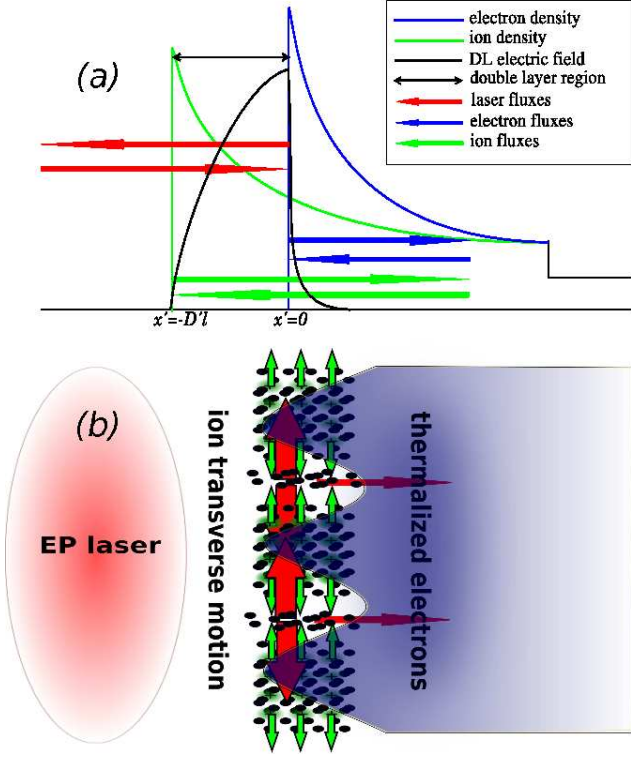 (a)
electron density
ion density
DL electric field
double layer region
laser fluxes
electron fluxes
ion fluxes
x'=-D'l
x'=0
(b)
EP laser
ion transverse motion
thermalized electrons